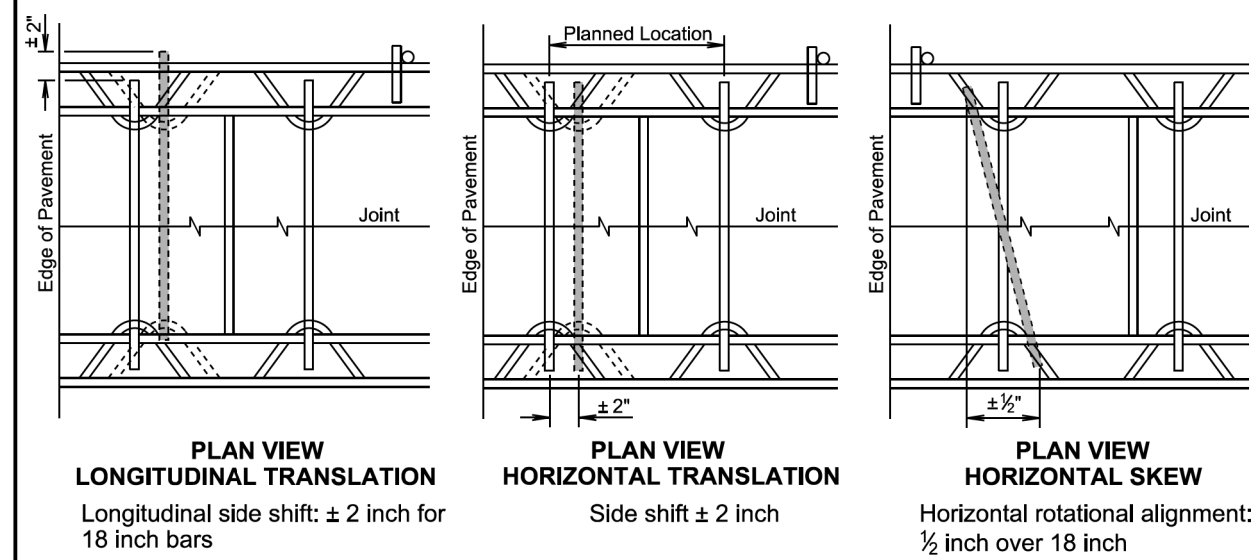 ± 2"
Edge of Pavement
Joint
PLAN VIEW
LONGITUDINAL TRANSLATION
Longitudinal side shift: ± 2 inch for
18 inch bars
Planned Location
Edge of Pavement
Joint
± 2"
PLAN VIEW
HORIZONTAL TRANSLATION
Side shift ± 2 inch
Edge of Pavement
Joint
±½"
PLAN VIEW
HORIZONTAL SKEW
Horizontal rotational alignment:
½ inch over 18 inch